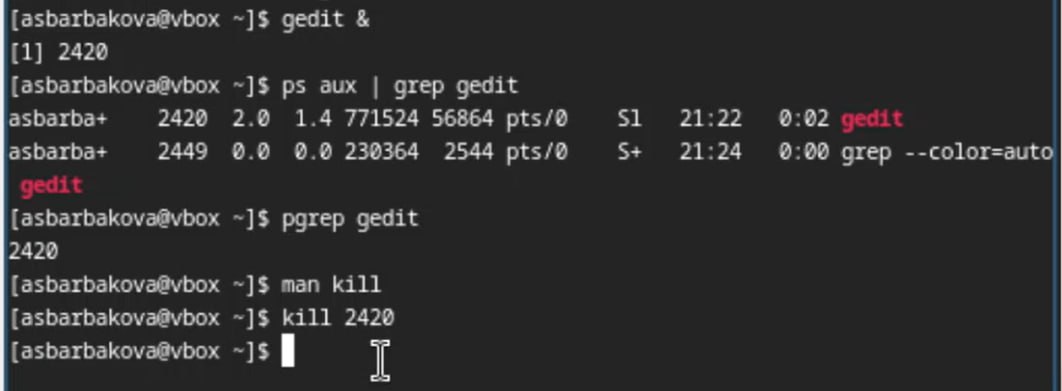 [asbarbakova@vbox ~]$ gedit &
[1] 2420
[asbarbakova@vbox ~]$ ps aux | grep gedit
asbarba+    2420  2.0  1.4 771524 56864 pts/0    Sl   21:22   0:02 gedit
asbarba+    2449  0.0  0.0 230364  2544 pts/0    S+   21:24   0:00 grep --color=auto
 gedit
[asbarbakova@vbox ~]$ pgrep gedit
2420
[asbarbakova@vbox ~]$ man kill
[asbarbakova@vbox ~]$ kill 2420
[asbarbakova@vbox ~]$